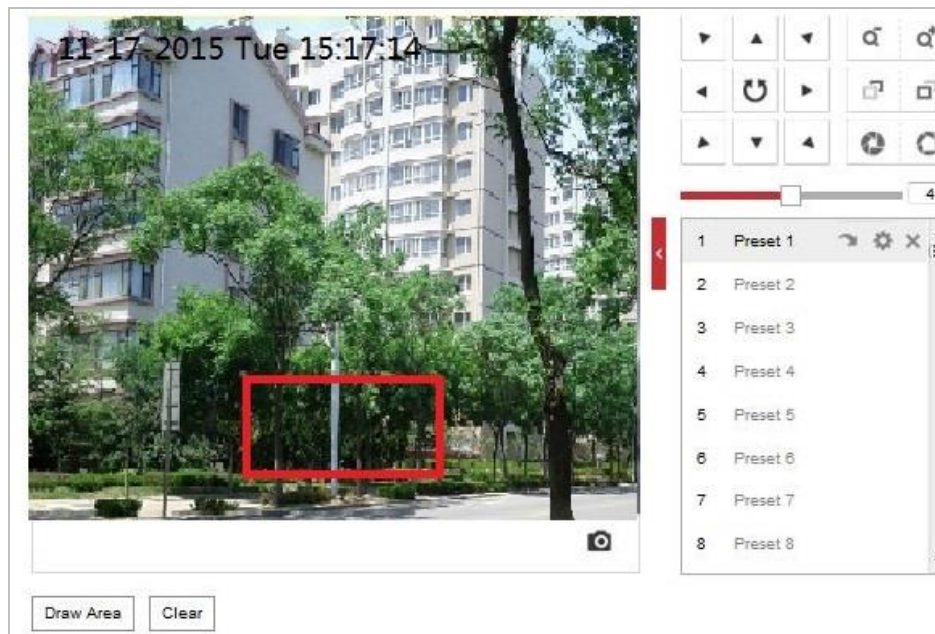 11-17-2015 Tue 15:17:14
4
1 Preset 1
2 Preset 2
3 Preset 3
4 Preset 4
5 Preset 5
6 Preset 6
7 Preset 7
8 Preset 8
Draw Area Clear